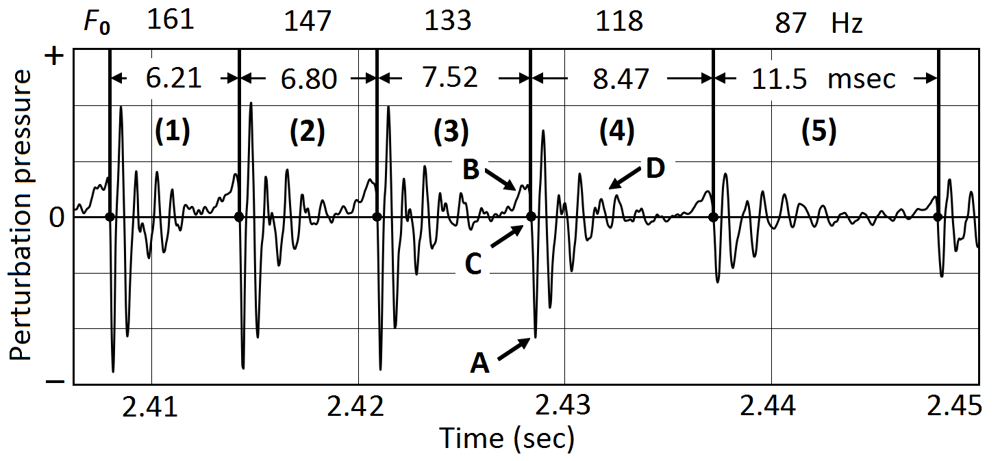 F0 161 147 133 118 87 Hz
+
6.21 6.80 7.52 8.47 11.5 msec
(1) (2) (3) (4) (5)
B D
Perturbation pressure
0
C
A
−
2.41 2.42 2.43 2.44 2.45
Time (sec)